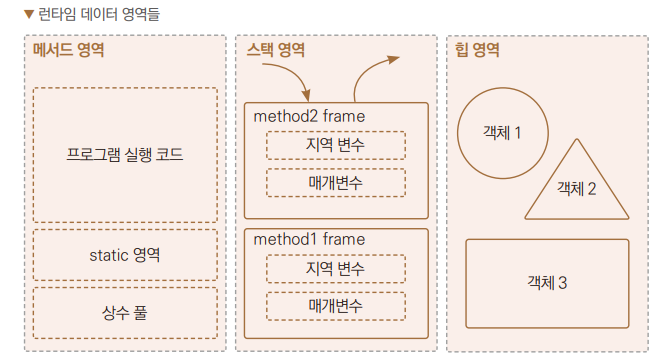 ▼ 런타임 데이터 영역들
메서드 영역
프로그램 실행 코드
static 영역
상수 풀
스택 영역
method2 frame
지역 변수
매개변수
method1 frame
지역 변수
매개변수
힙 영역
객체 1
객체 2
객체 3